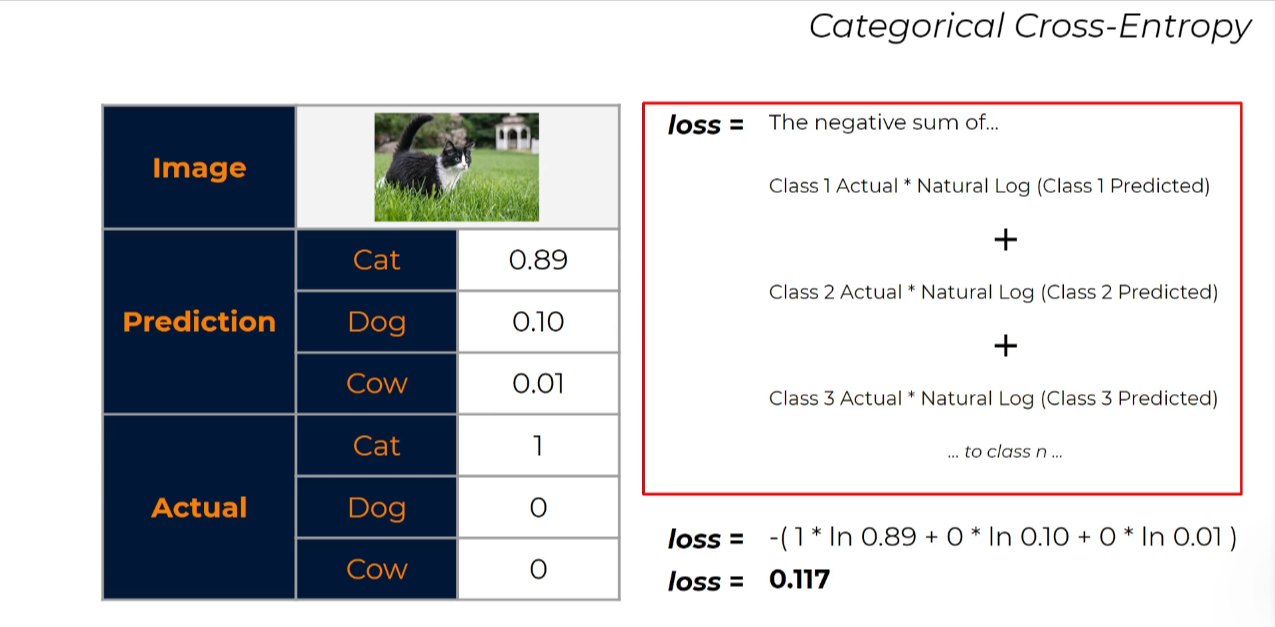 Categorical Cross-Entropy
Image
Prediction
Cat
0.89
Dog
0.10
Cow
0.01
Actual
Cat
1
Dog
0
Cow
0
loss = The negative sum of...
Class 1 Actual * Natural Log (Class 1 Predicted)
+
Class 2 Actual * Natural Log (Class 2 Predicted)
+
Class 3 Actual * Natural Log (Class 3 Predicted)
... to class n ...
loss = -( 1 * ln 0.89 + 0 * ln 0.10 + 0 * ln 0.01 )
loss = 0.117